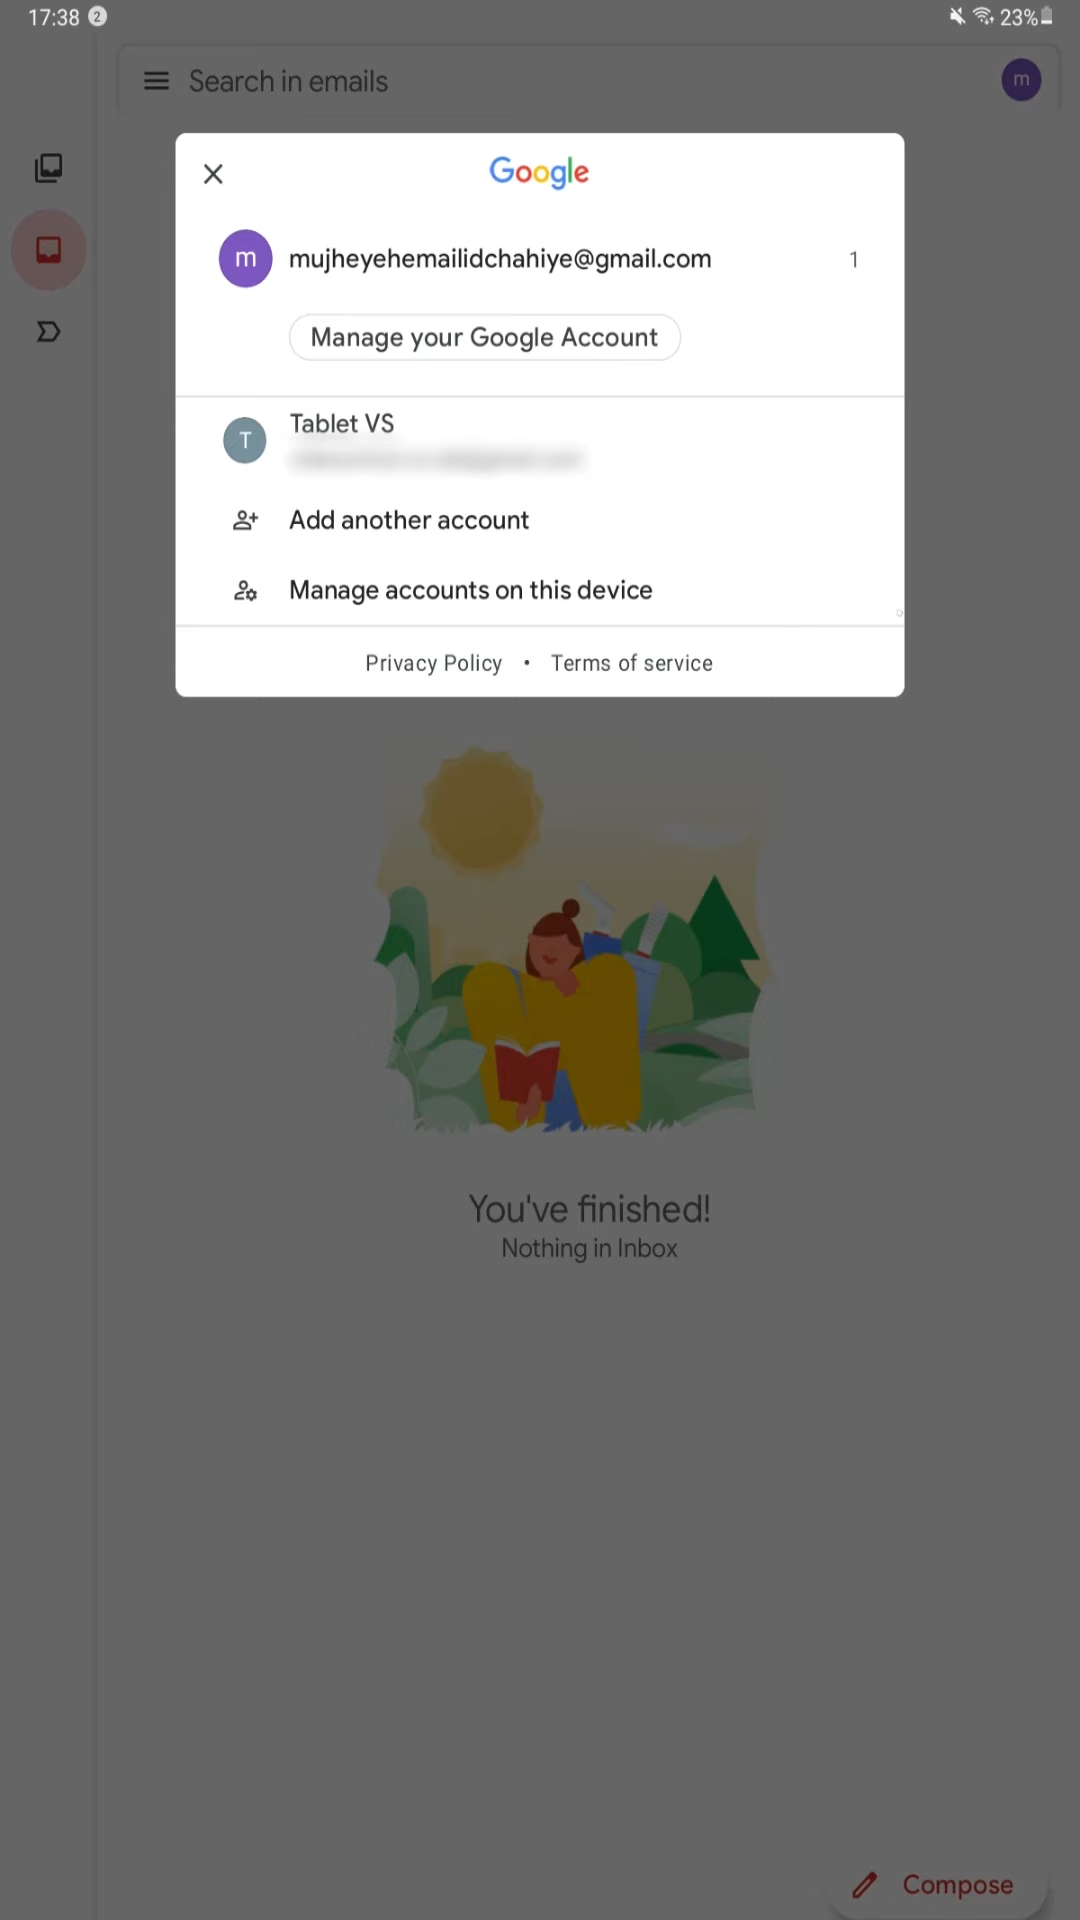 17:38 2
23%
Search in emails
m
Google
m
mujheyehemailidchahiye@gmail.com
1
Manage your Google Account
T
Tablet VS
Add another account
Manage accounts on this device
Privacy Policy • Terms of service
You've finished!
Nothing in Inbox
Compose